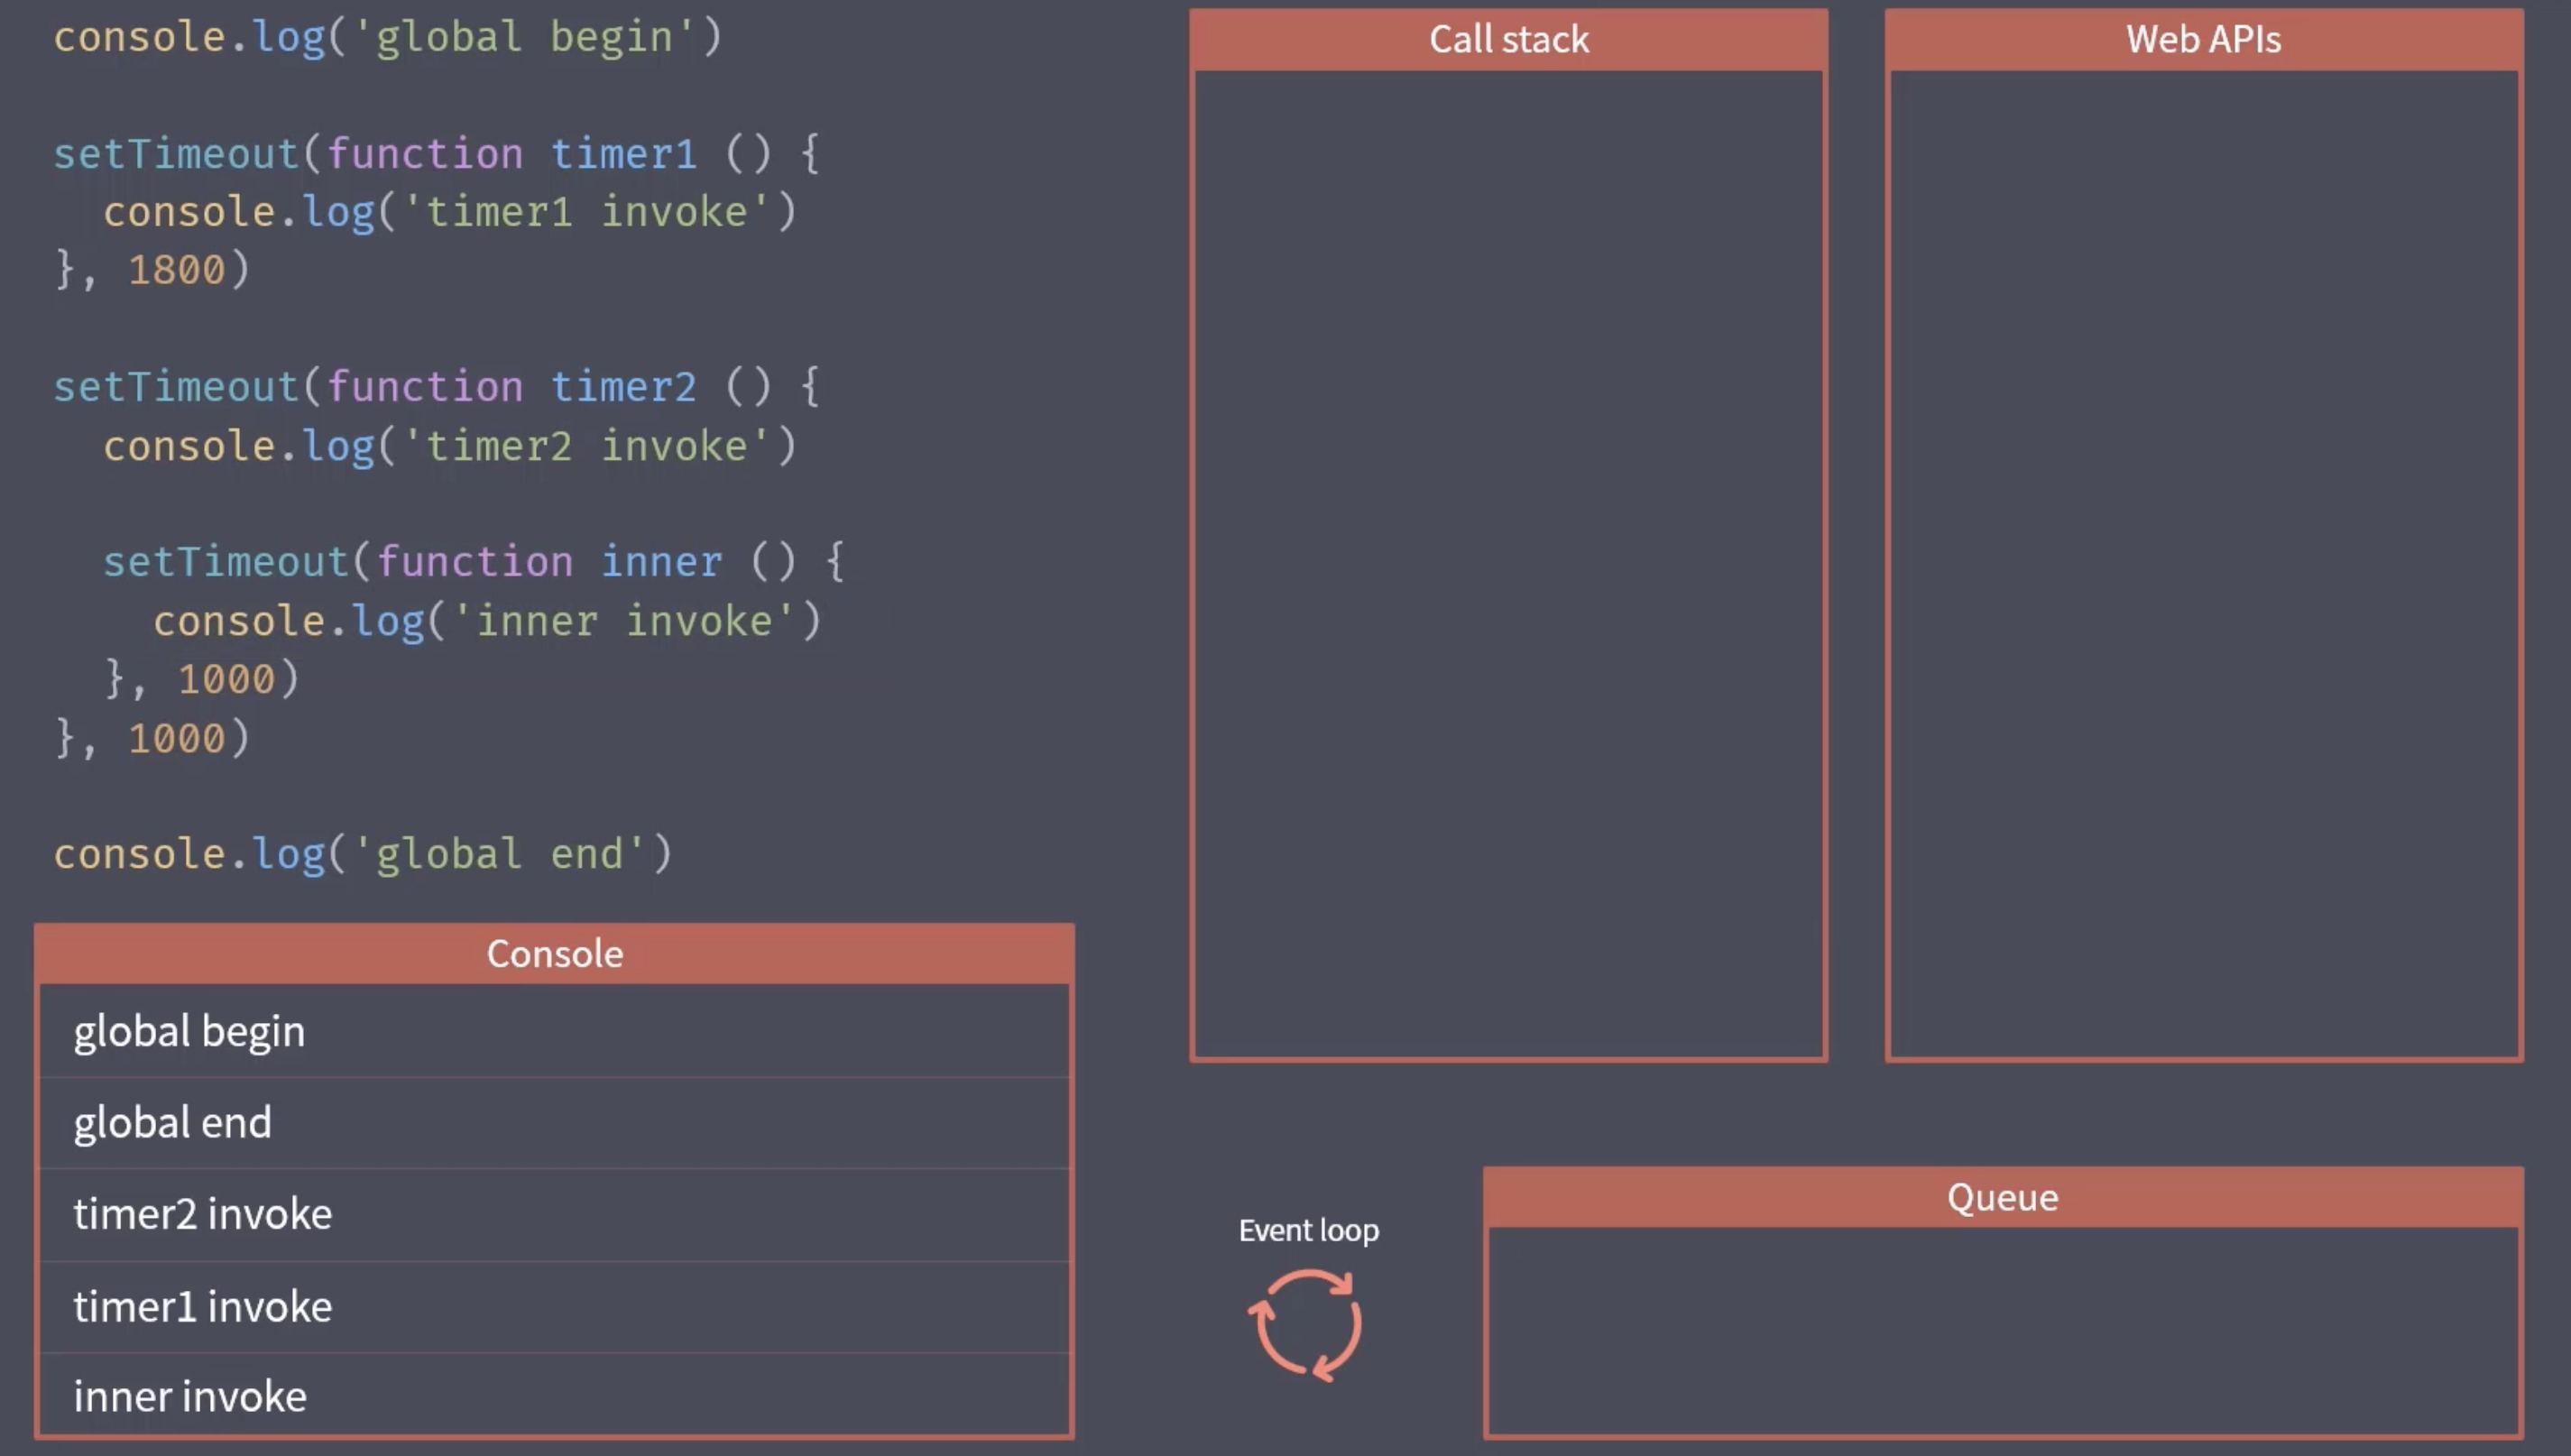 console.log('global begin')
setTimeout(function timer1 () {
  console.log('timer1 invoke')
}, 1800)
setTimeout(function timer2 () {
  console.log('timer2 invoke')
  setTimeout(function inner () {
    console.log('inner invoke')
  }, 1000)
}, 1000)
console.log('global end')
Console
global begin
global end
timer2 invoke
timer1 invoke
inner invoke
Call stack
Web APIs
Event loop
Queue